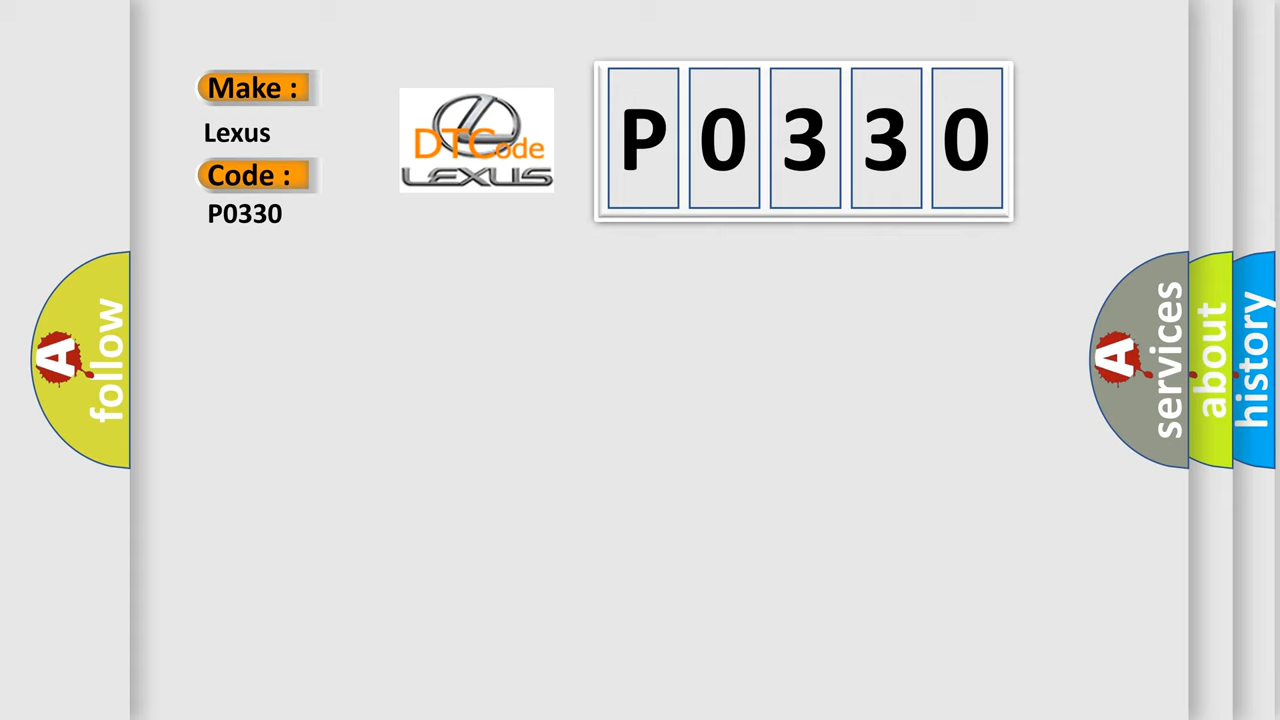 Make :
Lexus
Code :
P0330
DTCode
LEXUS
P0330
A follow
A services
about
history